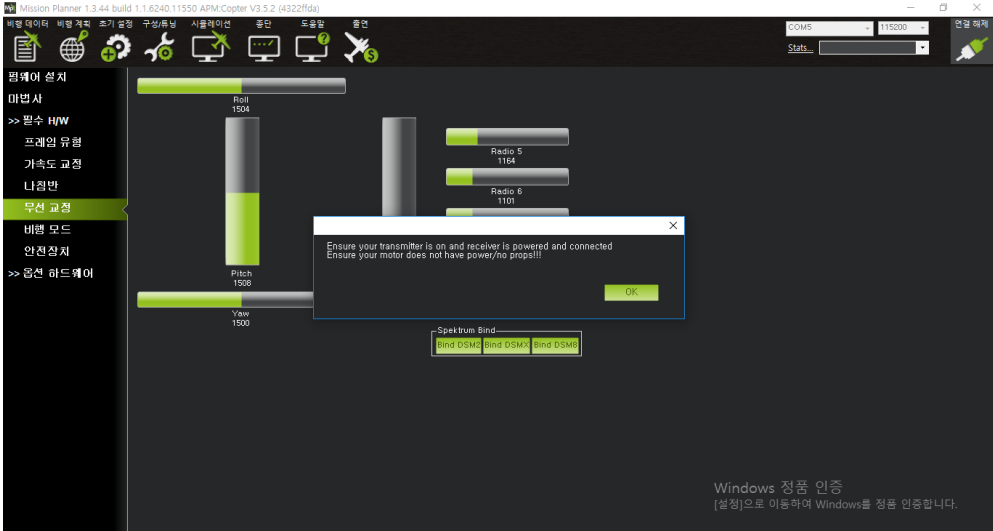 Mission Planner 1.3.44 build 1.1.6240.11550 APM:Copter V3.5.2 (4322ffda)
비행 데이터 비행 계획 초기 설정 구성/튜닝 시뮬레이션 종단 도움말 출연
COM5 115200 연결 해제
Stats...
펌웨어 설치
마법사
>> 필수 H/W
프레임 유형
가속도 교정
나침반
무선 교정
비행 모드
안전장치
>> 옵션 하드웨어
Roll
1504
Pitch
1508
Yaw
1500
Radio 5
1164
Radio 6
1101
Ensure your transmitter is on and receiver is powered and connected
Ensure your motor does not have power/no props!!!
OK
Spektrum Bind
Bind DSM2 Bind DSMX Bind DSM8
Windows 정품 인증
[설정]으로 이동하여 Windows를 정품 인증합니다.